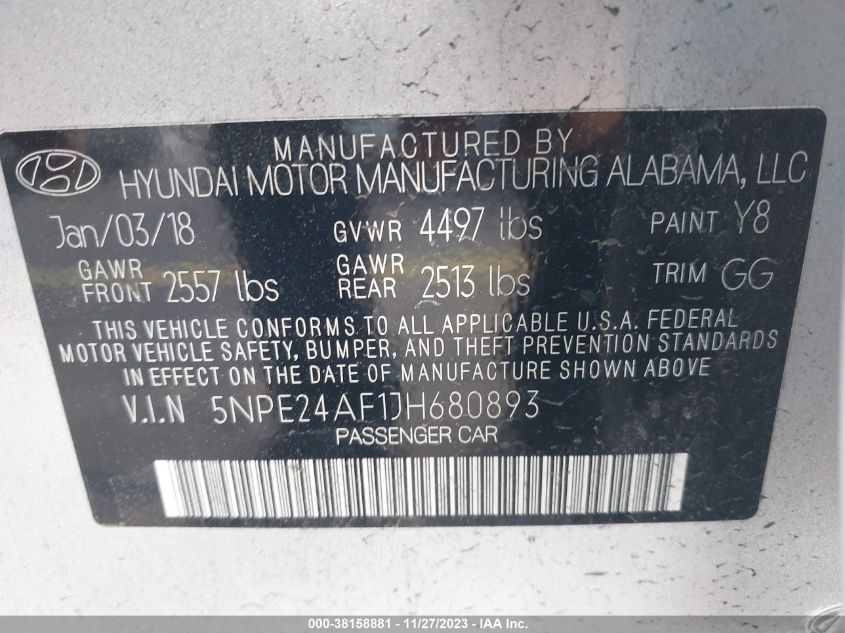 MANUFACTURED BY
HYUNDAI MOTOR MANUFACTURING ALABAMA, LLC
Jan/03/18 GVWR 4497 lbs PAINT Y8
GAWR FRONT 2557 lbs GAWR REAR 2513 lbs TRIM GG
THIS VEHICLE CONFORMS TO ALL APPLICABLE U.S.A. FEDERAL
MOTOR VEHICLE SAFETY, BUMPER, AND THEFT PREVENTION STANDARDS
IN EFFECT ON THE DATE OF MANUFACTURE SHOWN ABOVE
V.I.N 5NPE24AF1JH680893
PASSENGER CAR
000-38158881 - 11/27/2023 - IAAI.COM